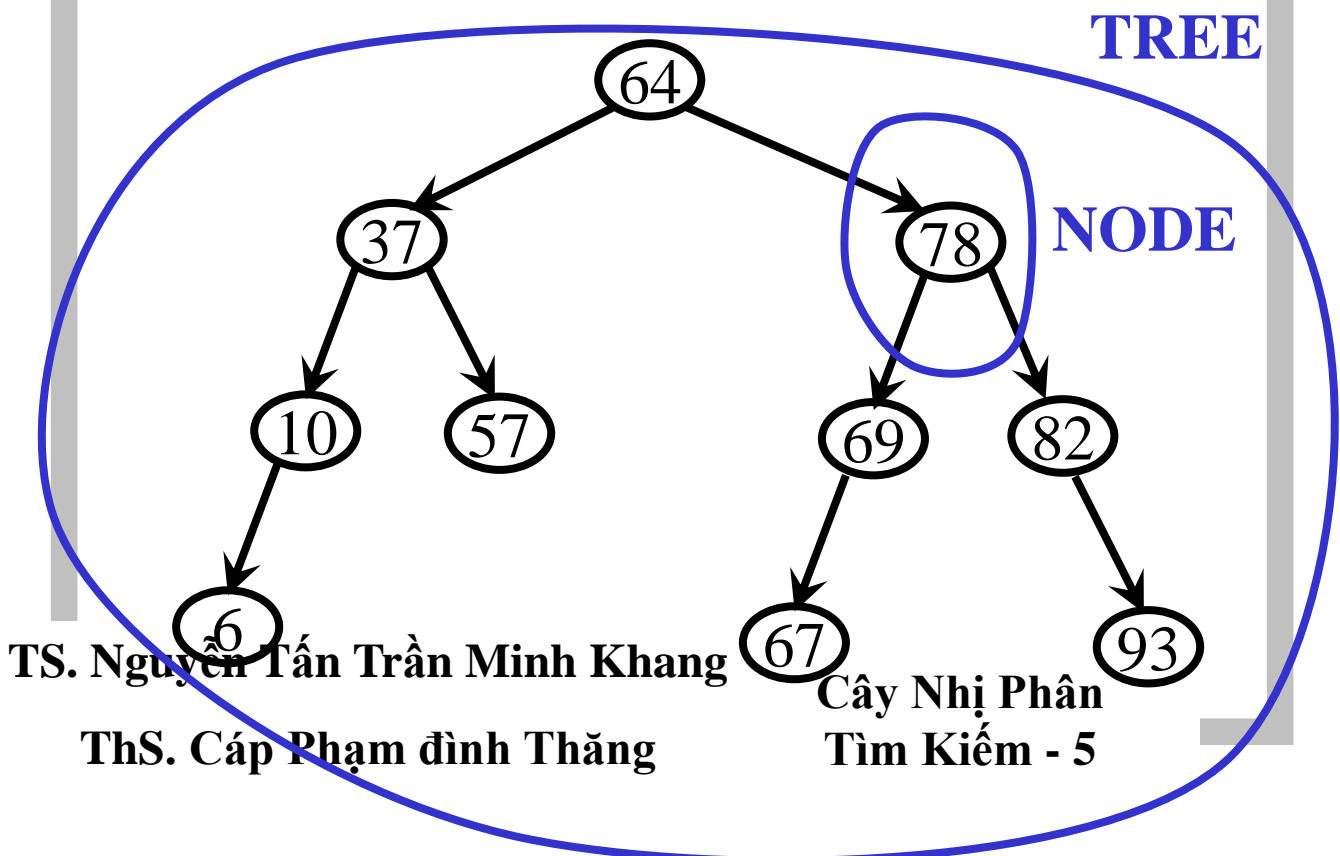 TREE
64
37
78
NODE
10
57
69
82
6
67
93
TS. Nguyễn Tấn Trần Minh Khang
ThS. Cáp Phạm đình Thăng
Cây Nhị Phân
Tìm Kiếm - 5